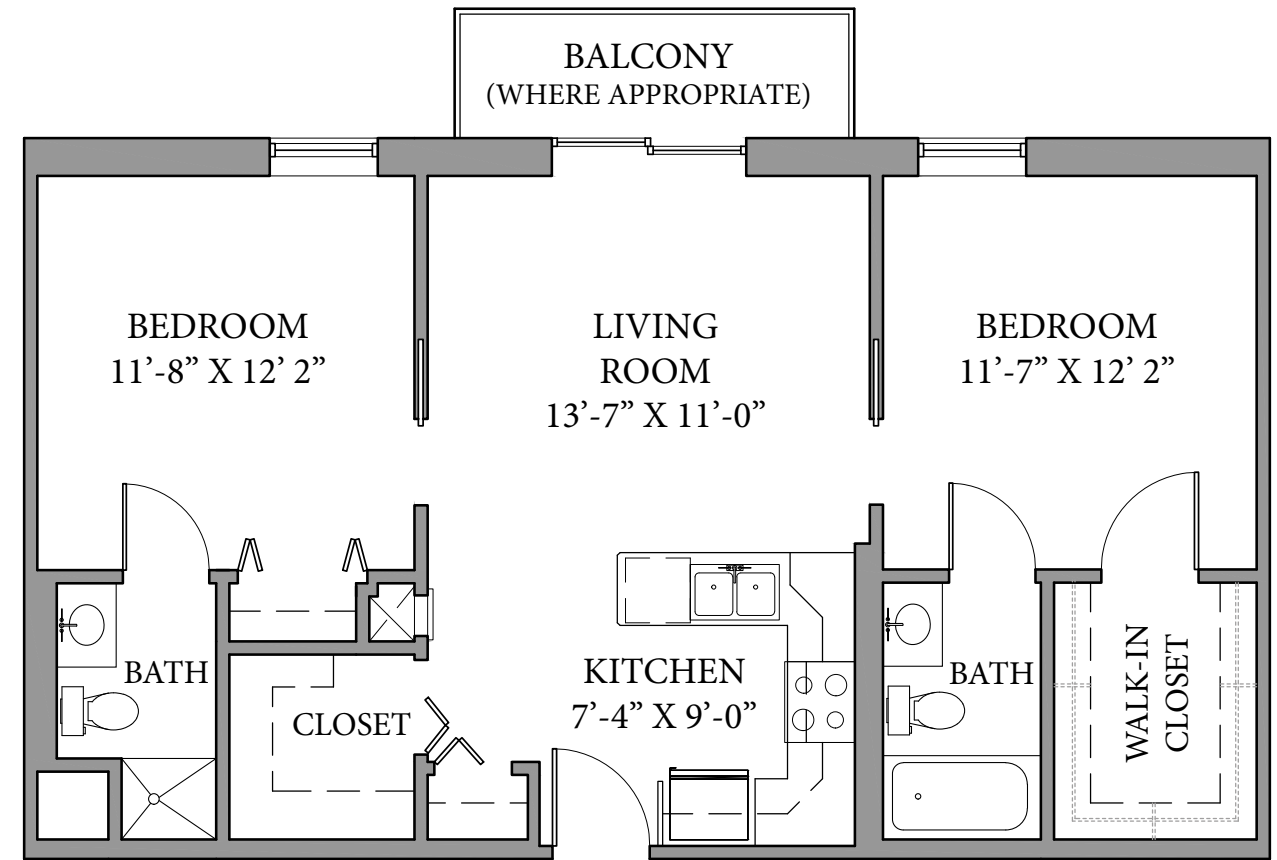 BALCONY
(WHERE APPROPRIATE)
BEDROOM
11’-8” X 12’ 2”
LIVING
ROOM
13’-7” X 11’-0”
BEDROOM
11’-7” X 12’ 2”
BATH
CLOSET
KITCHEN
7’-4” X 9’-0”
BATH
WALK-IN
CLOSET